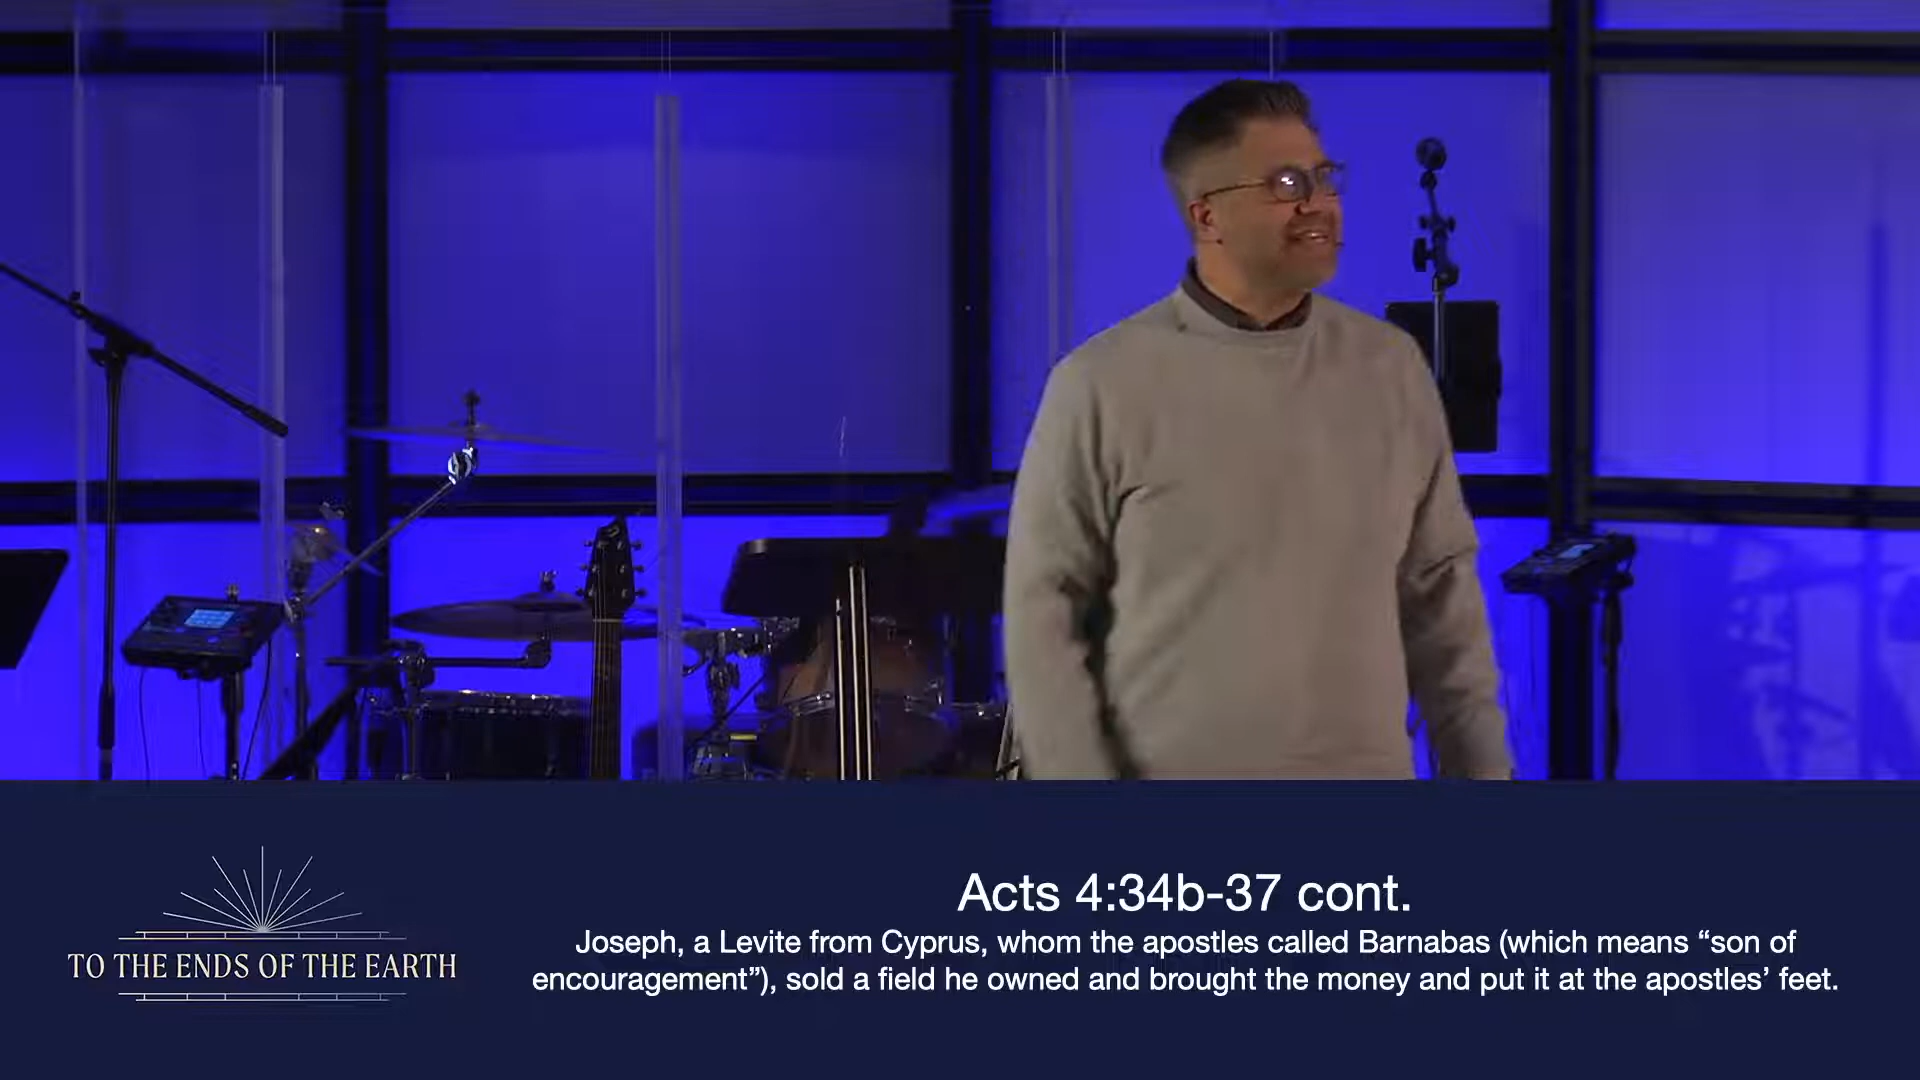 TO THE ENDS OF THE EARTH
Acts 4:34b-37 cont.
Joseph, a Levite from Cyprus, whom the apostles called Barnabas (which means “son of
encouragement”), sold a field he owned and brought the money and put it at the apostles’ feet.